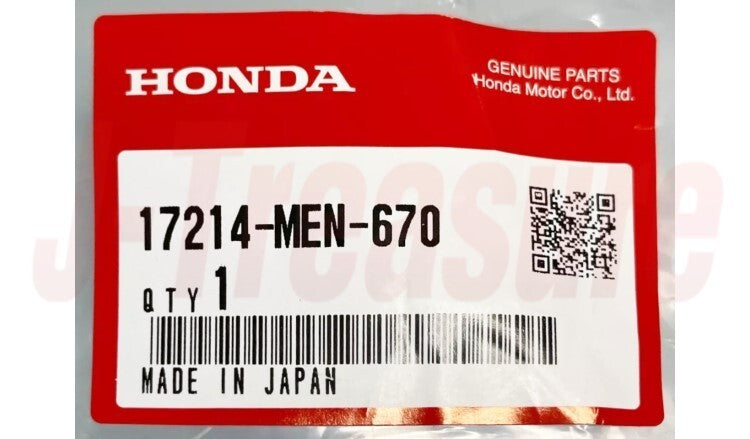 HONDA
GENUINE PARTS
Honda Motor Co., Ltd.
17214-MEN-670
J-Treasure
QTY 1
MADE IN JAPAN